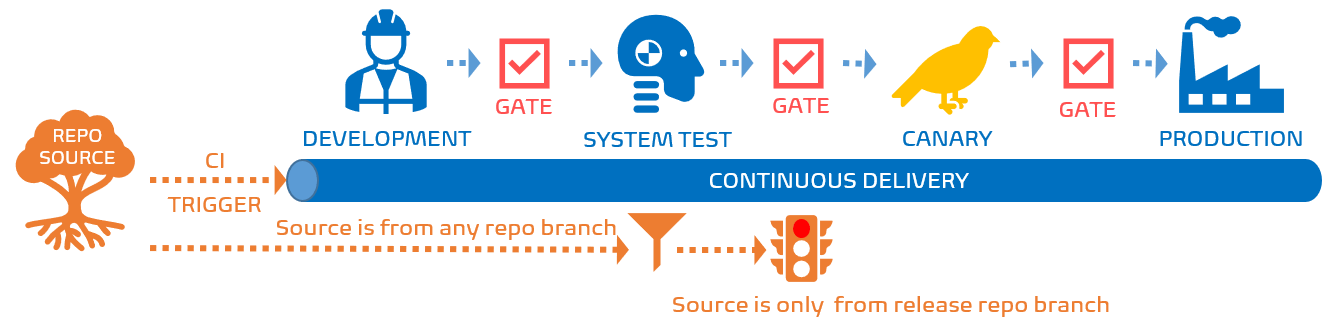 GATE
GATE
GATE
DEVELOPMENT
SYSTEM TEST
CANARY
PRODUCTION
REPO
SOURCE
CI
TRIGGER
CONTINUOUS DELIVERY
Source is from any repo branch
Source is only from release repo branch